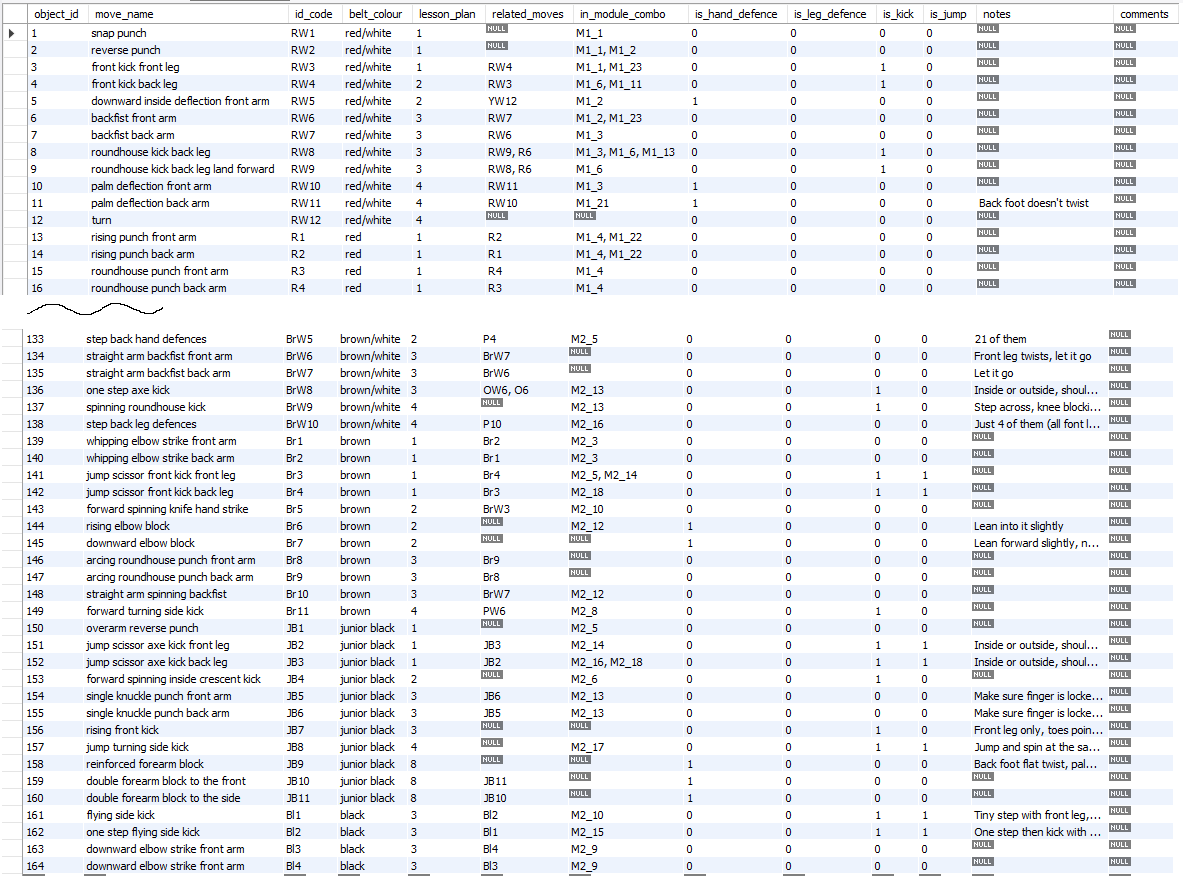 object_id move_name id_code belt_colour lesson_plan related_moves in_module_combo is_hand_defence is_leg_defence is_kick is_jump notes comments
1 snap punch RW1 red/white 1 NULL M1_1 0 0 0 0 NULL NULL
2 reverse punch RW2 red/white 1 NULL M1_1, M1_2 0 0 0 0 NULL NULL
3 front kick front leg RW3 red/white 1 RW4 M1_1, M1_23 0 0 1 0 NULL NULL
4 front kick back leg RW4 red/white 2 RW3 M1_6, M1_11 0 0 1 0 NULL NULL
5 downward inside deflection front arm RW5 red/white 2 YW12 M1_2 1 0 0 0 NULL NULL
6 backfist front arm RW6 red/white 3 RW7 M1_2, M1_23 0 0 0 0 NULL NULL
7 backfist back arm RW7 red/white 3 RW6 M1_3 0 0 0 0 NULL NULL
8 roundhouse kick back leg RW8 red/white 3 RW9, R6 M1_3, M1_6, M1_13 0 0 1 0 NULL NULL
9 roundhouse kick back leg land forward RW9 red/white 3 RW8, R6 M1_6 0 0 1 0 NULL NULL
10 palm deflection front arm RW10 red/white 4 RW11 M1_3 1 0 0 0 NULL NULL
11 palm deflection back arm RW11 red/white 4 RW10 M1_21 1 0 0 0 Back foot doesn't twist NULL
12 turn RW12 red/white 4 NULL NULL 0 0 0 0 NULL NULL
13 rising punch front arm R1 red 1 R2 M1_4, M1_22 0 0 0 0 NULL NULL
14 rising punch back arm R2 red 1 R1 M1_4, M1_22 0 0 0 0 NULL NULL
15 roundhouse punch front arm R3 red 1 R4 M1_4 0 0 0 0 NULL NULL
16 roundhouse punch back arm R4 red 1 R3 M1_4 0 0 0 0 NULL NULL
133 step back hand defences BrW5 brown/white 2 P4 M2_5 0 0 0 0 21 of them NULL
134 straight arm backfist front arm BrW6 brown/white 3 BrW7 NULL 0 0 0 0 Front leg twists, let it go NULL
135 straight arm backfist back arm BrW7 brown/white 3 BrW6 NULL 0 0 0 0 Let it go NULL
136 one step axe kick BrW8 brown/white 3 OW6, O6 M2_13 0 0 1 0 Inside or outside, shoul... NULL
137 spinning roundhouse kick BrW9 brown/white 4 NULL M2_13 0 0 1 0 Step across, knee blocki... NULL
138 step back leg defences BrW10 brown/white 4 P10 M2_16 0 0 0 0 Just 4 of them (all font l... NULL
139 whipping elbow strike front arm Br1 brown 1 Br2 M2_3 0 0 0 0 NULL NULL
140 whipping elbow strike back arm Br2 brown 1 Br1 M2_3 0 0 0 0 NULL NULL
141 jump scissor front kick front leg Br3 brown 1 Br4 M2_5, M2_14 0 0 1 1 NULL NULL
142 jump scissor front kick back leg Br4 brown 1 Br3 M2_18 0 0 1 1 NULL NULL
143 forward spinning knife hand strike Br5 brown 2 BrW3 M2_10 0 0 0 0 NULL NULL
144 rising elbow block Br6 brown 2 NULL M2_12 1 0 0 0 Lean into it slightly NULL
145 downward elbow block Br7 brown 2 NULL NULL 1 0 0 0 Lean forward slightly, n... NULL
146 arcing roundhouse punch front arm Br8 brown 3 Br9 NULL 0 0 0 0 NULL NULL
147 arcing roundhouse punch back arm Br9 brown 3 Br8 NULL 0 0 0 0 NULL NULL
148 straight arm spinning backfist Br10 brown 3 BrW7 M2_12 0 0 0 0 NULL NULL
149 forward turning side kick Br11 brown 4 PW6 M2_8 0 0 1 0 NULL NULL
150 overarm reverse punch JB1 junior black 1 NULL M2_5 0 0 0 0 NULL NULL
151 jump scissor axe kick front leg JB2 junior black 1 JB3 M2_14 0 0 1 1 Inside or outside, shoul... NULL
152 jump scissor axe kick back leg JB3 junior black 1 JB2 M2_16, M2_18 0 0 1 1 Inside or outside, shoul... NULL
153 forward spinning inside crescent kick JB4 junior black 2 NULL M2_6 0 0 1 0 NULL NULL
154 single knuckle punch front arm JB5 junior black 3 JB6 M2_13 0 0 0 0 Make sure finger is locke... NULL
155 single knuckle punch back arm JB6 junior black 3 JB5 M2_13 0 0 0 0 Make sure finger is locke... NULL
156 rising front kick JB7 junior black 3 NULL NULL 0 0 1 0 Front leg only, toes poin... NULL
157 jump turning side kick JB8 junior black 4 NULL M2_17 0 0 1 1 Jump and spin at the sa... NULL
158 reinforced forearm block JB9 junior black 8 NULL NULL 1 0 0 0 Back foot flat twist, pal... NULL
159 double forearm block to the front JB10 junior black 8 JB11 NULL 1 0 0 0 NULL NULL
160 double forearm block to the side JB11 junior black 8 JB10 NULL 1 0 0 0 NULL NULL
161 flying side kick Bl1 black 3 Bl2 M2_10 0 0 1 1 Tiny step with front leg,... NULL
162 one step flying side kick Bl2 black 3 Bl1 M2_15 0 0 1 1 One step then kick with ... NULL
163 downward elbow strike front arm Bl3 black 3 Bl4 M2_9 0 0 0 0 NULL NULL
164 downward elbow strike front arm Bl4 black 3 Bl3 M2_9 0 0 0 0 NULL NULL